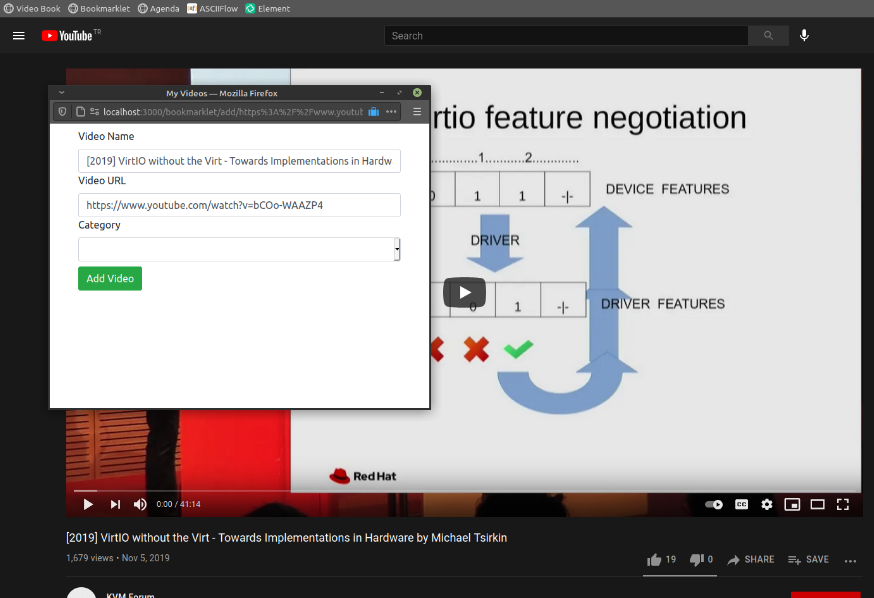 Video Book Bookmarklet Agenda ASCIIFlow Element
YouTube TR Search
My Videos — Mozilla Firefox
localhost:3000/bookmarklet/add/https%3A%2F%2Fwww.youtub
Video Name
[2019] VirtIO without the Virt - Towards Implementations in Hardw
Video URL
https://www.youtube.com/watch?v=bCOo-WAAZP4
Category
Add Video
rtio feature negotiation
............1...........2.............
0 1 1 -|- DEVICE FEATURES
DRIVER
0 1 -|- DRIVER FEATURES
Red Hat
0:00 / 41:14 CC
[2019] VirtIO without the Virt - Towards Implementations in Hardware by Michael Tsirkin
1,679 views • Nov 5, 2019
19 0 SHARE SAVE
KVM Forum